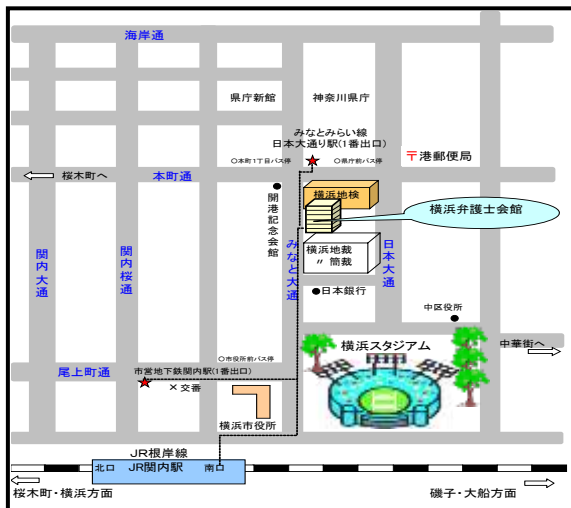 海岸通
県庁新館
神奈川県庁
みなとみらい線
日本大通り駅(1番出口)
〒港郵便局
○本町1丁目バス停
○県庁前バス停
桜木町へ
本町通
横浜地検
開港記念会館
横浜弁護士会館
関内大通
関内桜通
みなと大通
横浜地裁
〃 簡裁
日本大通
●日本銀行
中区役所
○市役所前バス停
横浜スタジアム
中華街へ
尾上町通
市営地下鉄関内駅(1番出口)
×交番
横浜市役所
JR根岸線
北口
JR関内駅
南口
桜木町・横浜方面
磯子・大船方面